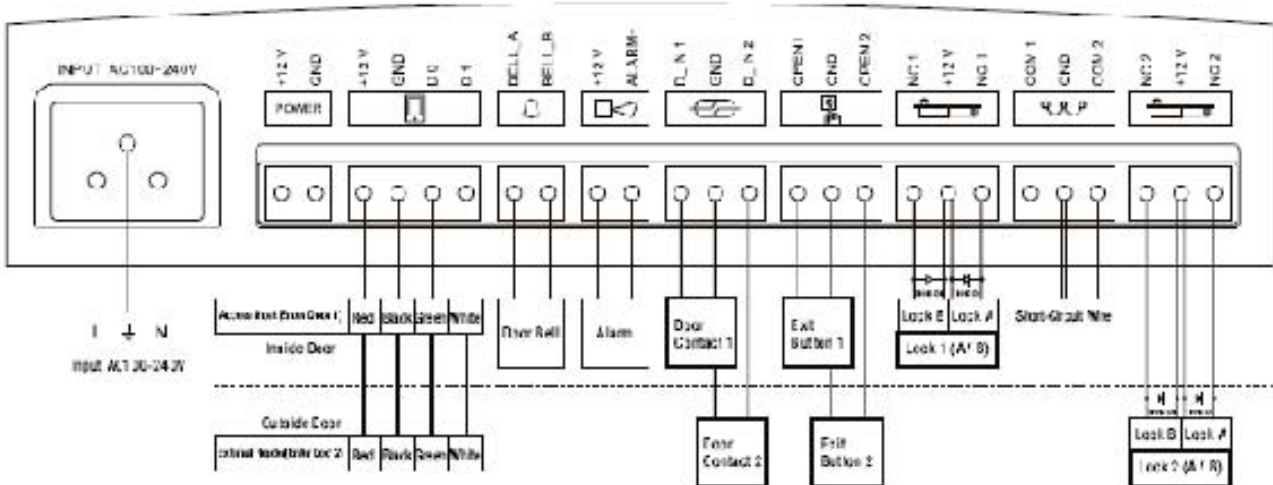 INPUT AC100-240V
+12 V
GND
+12 V
GND
D 0
D 1
BELL_A
BELL_B
+12 V
ALARM-
D_IN 1
GND
D_IN 2
OPEN 1
GND
OPEN 2
NC 1
+12 V
NO 1
COM 1
GND
COM 2
NC 2
+12 V
NO 2
POWER
Red Black Green White
Inside Door
Door Bell
Alarm
Door
Contact 1
Exit
Button 1
Lock B Lock A
Lock 1 (A / B)
Short-Circuit Wire
N
Input AC100-240V
Outside Door
Red Black Green White
Door
Contact 2
Exit
Button 2
Lock B Lock A
Lock 2 (A / B)